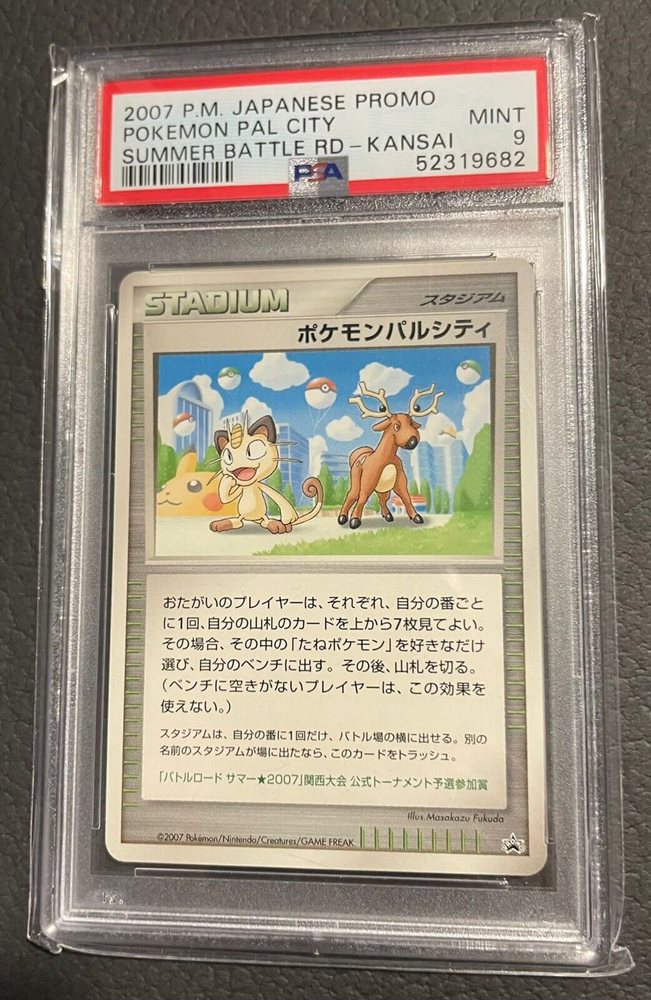 2007 P.M. JAPANESE PROMO
POKEMON PAL CITY
SUMMER BATTLE RD-KANSAI
MINT
9
52319682
PSA
STADIUM
スタジアム
ポケモンパルシティ
おたがいのプレイヤーは、それぞれ、自分の番ごと
に1回、自分の山札のカードを上から7枚見てよい。
その場合、その中の「たねポケモン」を好きなだけ
選び、自分のベンチに出す。その後、山札を切る。
(ベンチに空きがないプレイヤーは、この効果を
使えない。)
スタジアムは、自分の番に1回だけ、バトル場の横に出せる。別の
名前のスタジアムが場に出たなら、このカードをトラッシュ。
「バトルロード サマー★2007」関西大会 公式トーナメント予選参加賞
Illus. Masakazu Fukuda
©2007 Pokémon/Nintendo/Creatures/GAME FREAK